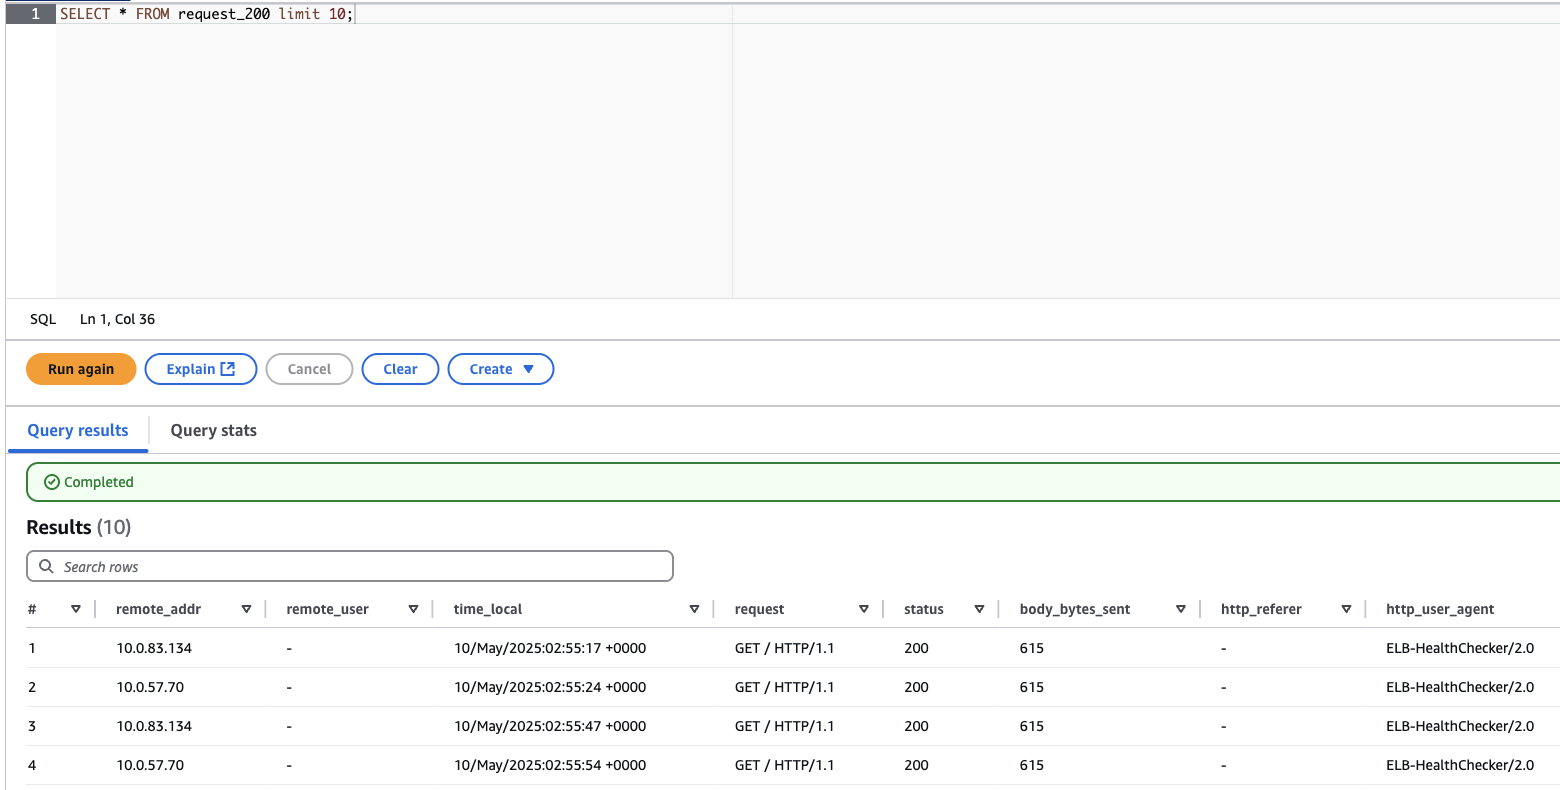 1 SELECT * FROM request_200 limit 10;
SQL Ln 1, Col 36
Run again Explain Cancel Clear Create
Query results Query stats
Completed
Results (10)
Search rows
# remote_addr remote_user time_local request status body_bytes_sent http_referer http_user_agent
1 10.0.83.134 - 10/May/2025:02:55:17 +0000 GET / HTTP/1.1 200 615 - ELB-HealthChecker/2.0
2 10.0.57.70 - 10/May/2025:02:55:24 +0000 GET / HTTP/1.1 200 615 - ELB-HealthChecker/2.0
3 10.0.83.134 - 10/May/2025:02:55:47 +0000 GET / HTTP/1.1 200 615 - ELB-HealthChecker/2.0
4 10.0.57.70 - 10/May/2025:02:55:54 +0000 GET / HTTP/1.1 200 615 - ELB-HealthChecker/2.0